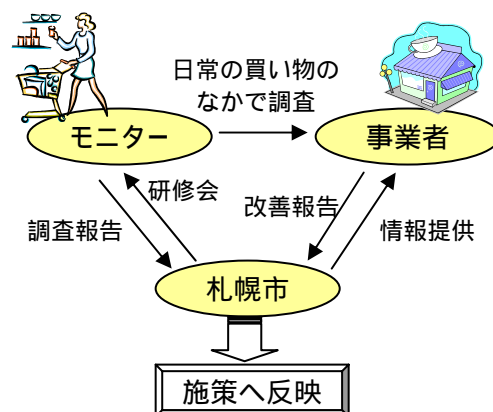 日常の買い物の
なかで調査
モニター
事業者
研修会
改善報告
調査報告
情報提供
札幌市
施策へ反映